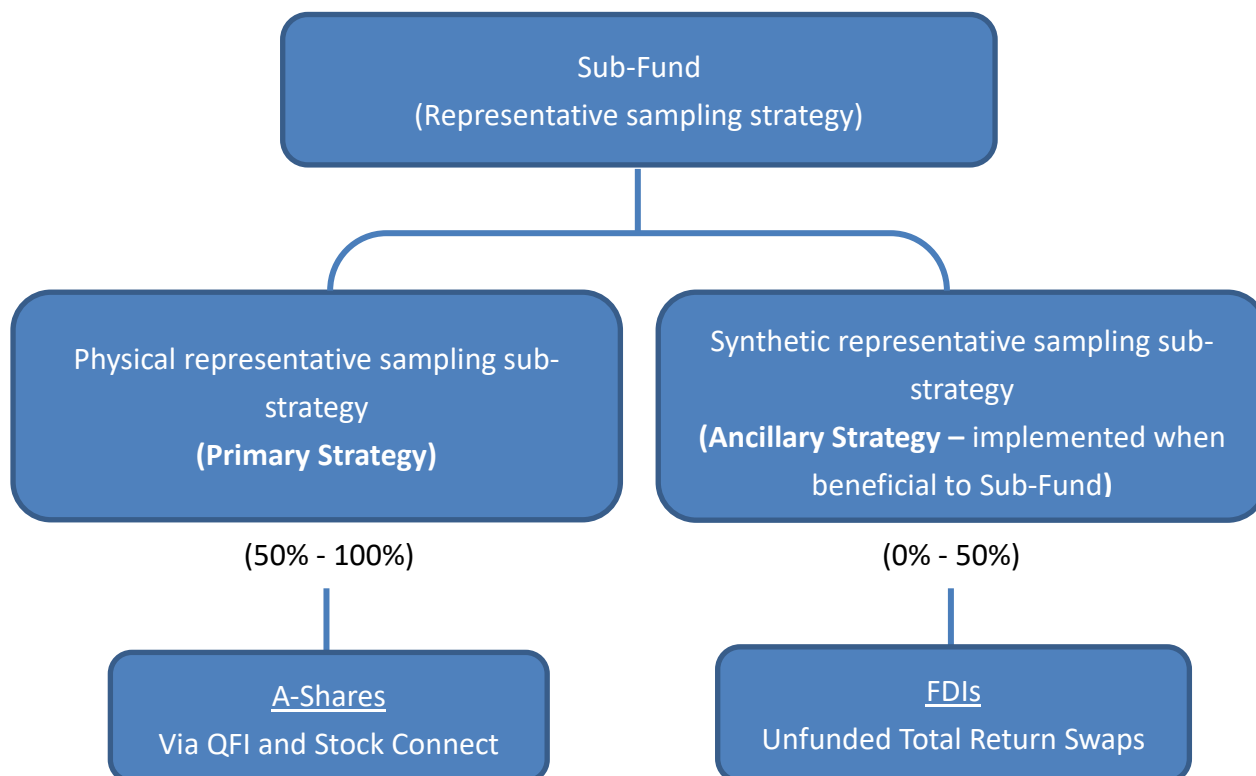 Sub-Fund
(Representative sampling strategy)
Physical representative sampling sub-
strategy
(Primary Strategy)
Synthetic representative sampling sub-
strategy
(Ancillary Strategy – implemented when
beneficial to Sub-Fund)
(50% - 100%)
(0% - 50%)
A-Shares
Via QFI and Stock Connect
FDIs
Unfunded Total Return Swaps